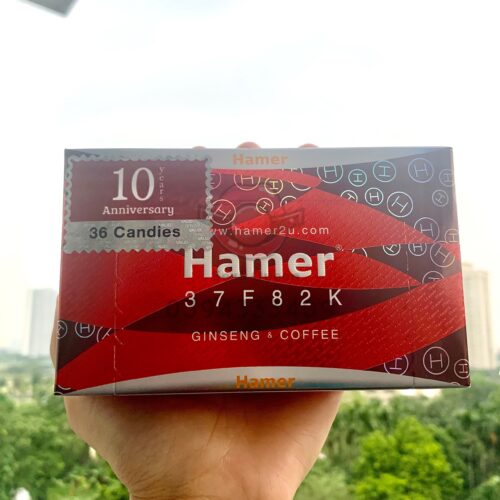 Hamer
10 years
Anniversary
36 Candies
www.hamer2u.com
Hamer®
37F82K
GINSENG & COFFEE
Hamer